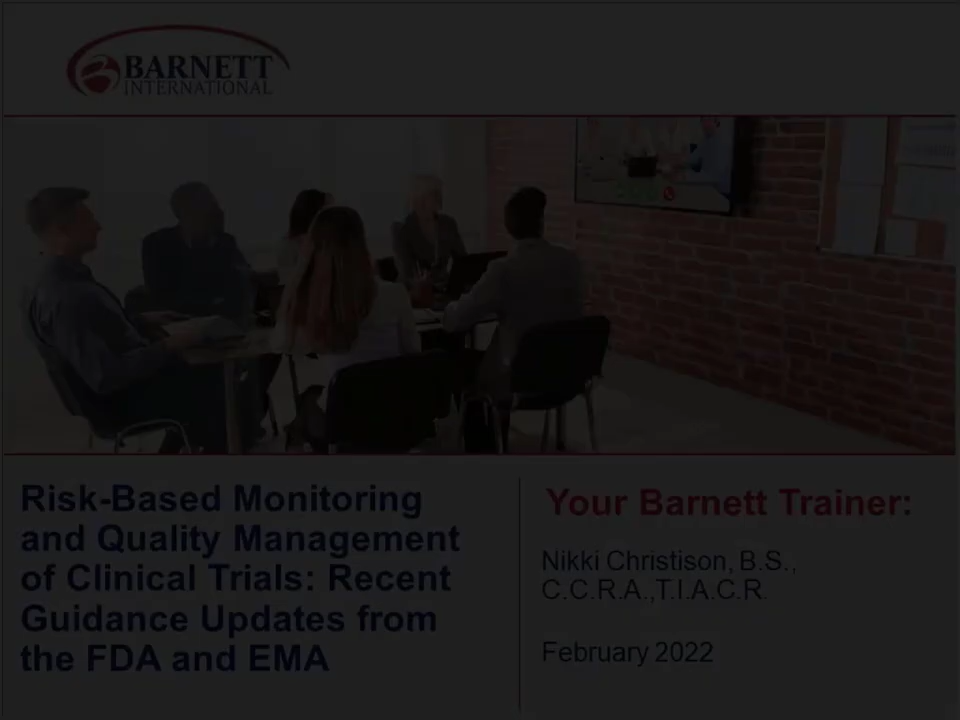 BARNETT
INTERNATIONAL
Risk-Based Monitoring
and Quality Management
of Clinical Trials: Recent
Guidance Updates from
the FDA and EMA
Your Barnett Trainer:
Nikki Christison, B.S.,
C.C.R.A.,T.I.A.C.R.
February 2022